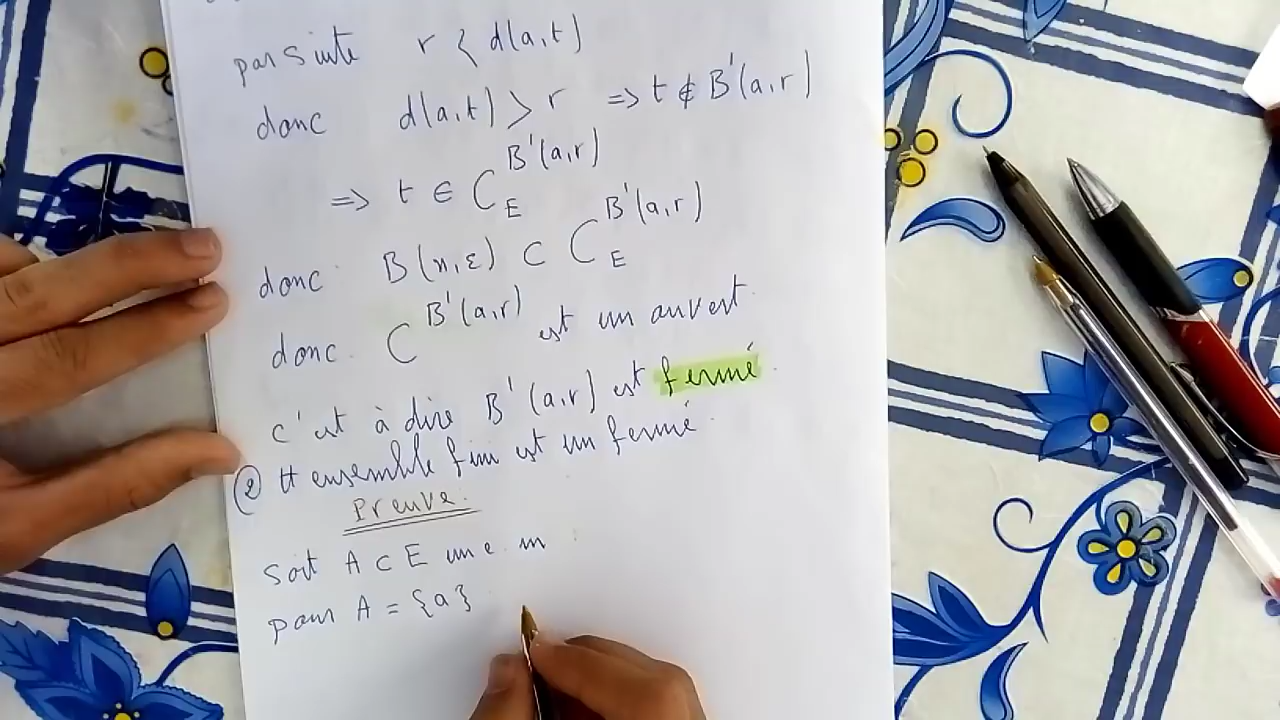 par suite r < d(a,t)
donc d(a,t) > r => t ∉ B'(a,r)
=> t ∈ C_E^{B'(a,r)}
donc B(x,ε) ⊂ C_E^{B'(a,r)}
donc C^{B'(a,r)} est un ouvert.
c'est à dire B'(a,r) est fermé.
② tt ensemble fini est un fermé.
Preuve.
Soit A ⊂ E une m
pour A = {a}